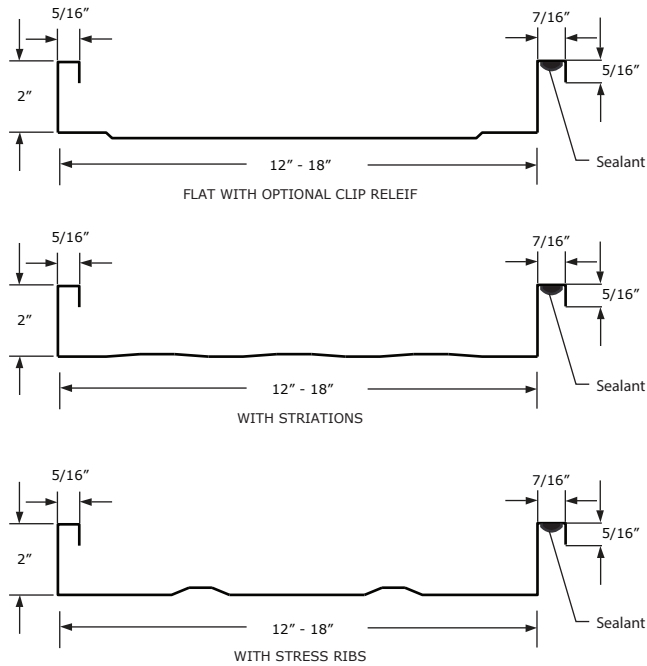 5/16”
7/16”
5/16”
2”
Sealant
12” - 18”
FLAT WITH OPTIONAL CLIP RELEIF
5/16”
7/16”
5/16”
2”
Sealant
12” - 18”
WITH STRIATIONS
5/16”
7/16”
5/16”
2”
Sealant
12” - 18”
WITH STRESS RIBS